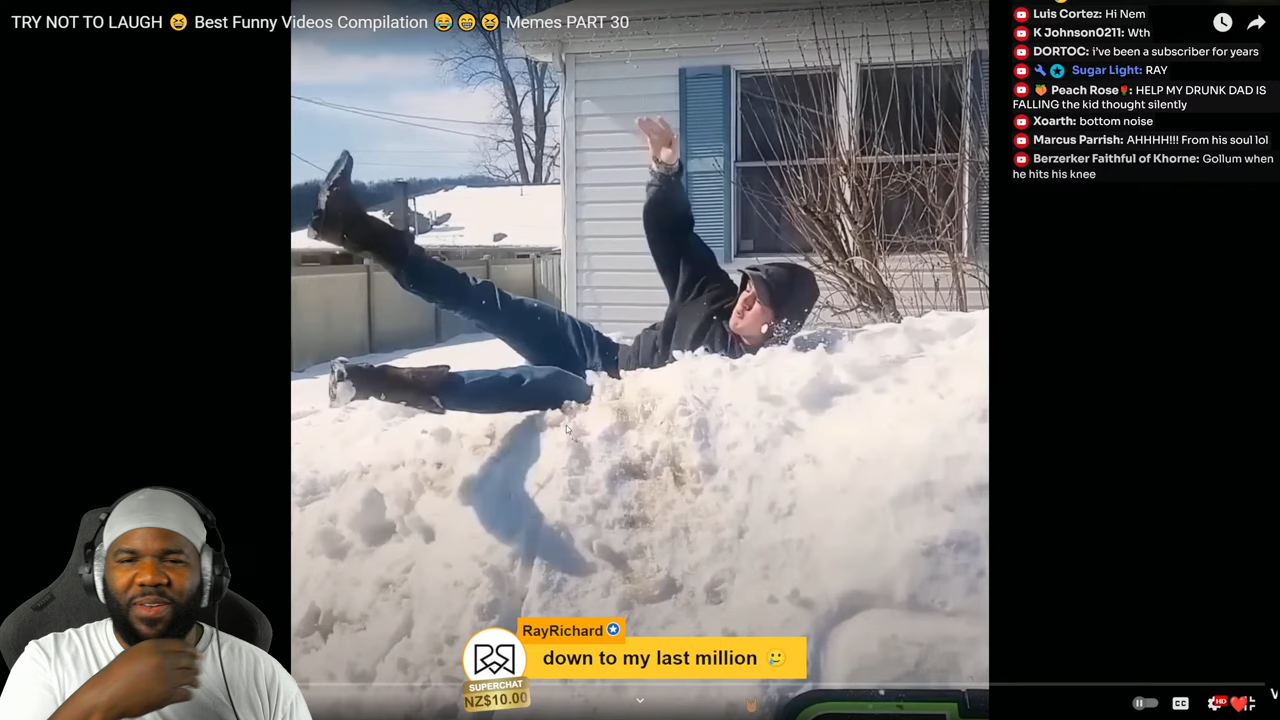 TRY NOT TO LAUGH 😆 Best Funny Videos Compilation 😂😁😆 Memes PART 30
Luis Cortez: Hi Nem
K Johnson0211: Wth
DORTOC: i've been a subscriber for years
Sugar Light: RAY
🍑 Peach Rose🌹: HELP MY DRUNK DAD IS
FALLING the kid thought silently
Xoarth: bottom noise
Marcus Parrish: AHHHH!!! From his soul lol
Berzerker Faithful of Khorne: Gollum when
he hits his knee
RayRichard
down to my last million 🥲
SUPERCHAT
NZ$10.00
CC
HD